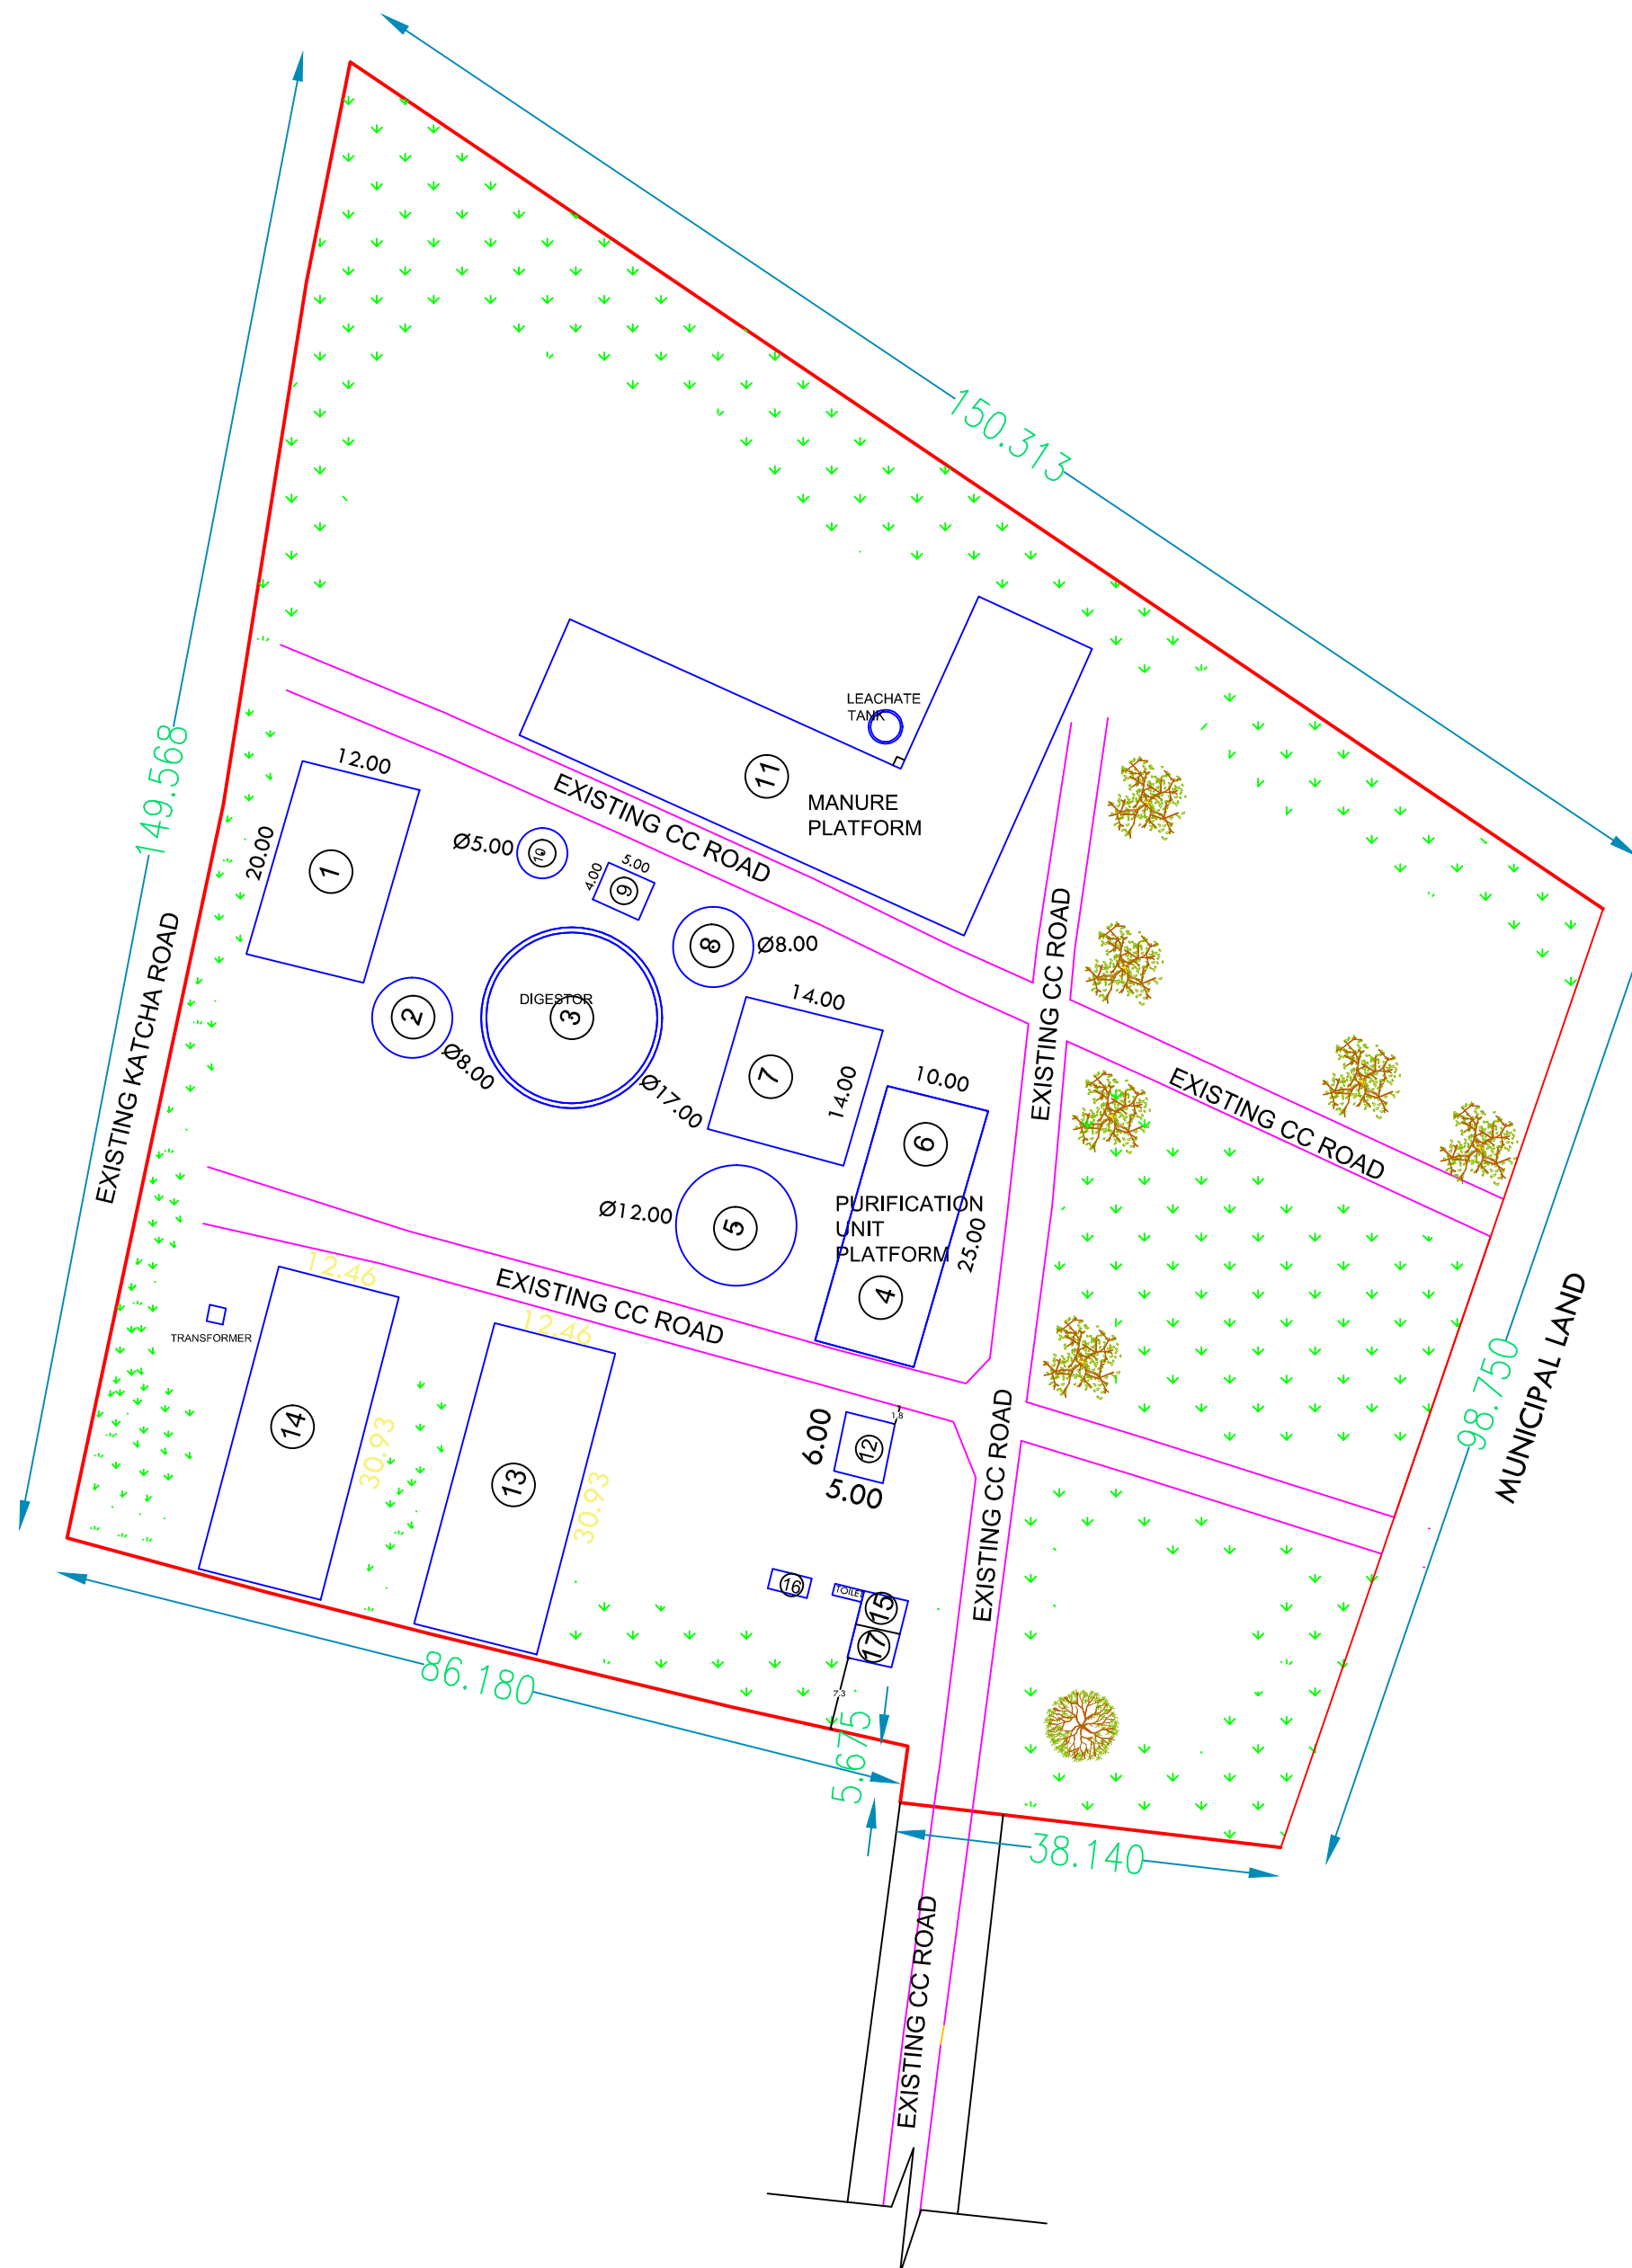 150.313
149.568
LEACHATE
TANK
11
MANURE
PLATFORM
EXISTING CC ROAD
12.00
20.00
1
Ø5.00
10
5.00
4.00
9
8
Ø8.00
EXISTING KATCHA ROAD
EXISTING CC ROAD
2
Ø8.00
DIGESTOR
3
Ø17.00
14.00
7
14.00
10.00
6
EXISTING CC ROAD
PURIFICATION
UNIT
PLATFORM
25.00
4
Ø12.00
5
EXISTING CC ROAD
12.46
12.46
TRANSFORMER
14
30.93
13
30.93
6.00
1.8
12
5.00
EXISTING CC ROAD
98.750
MUNICIPAL LAND
16
TOILET
15
17
7.3
86.180
5.675
38.140
EXISTING CC ROAD